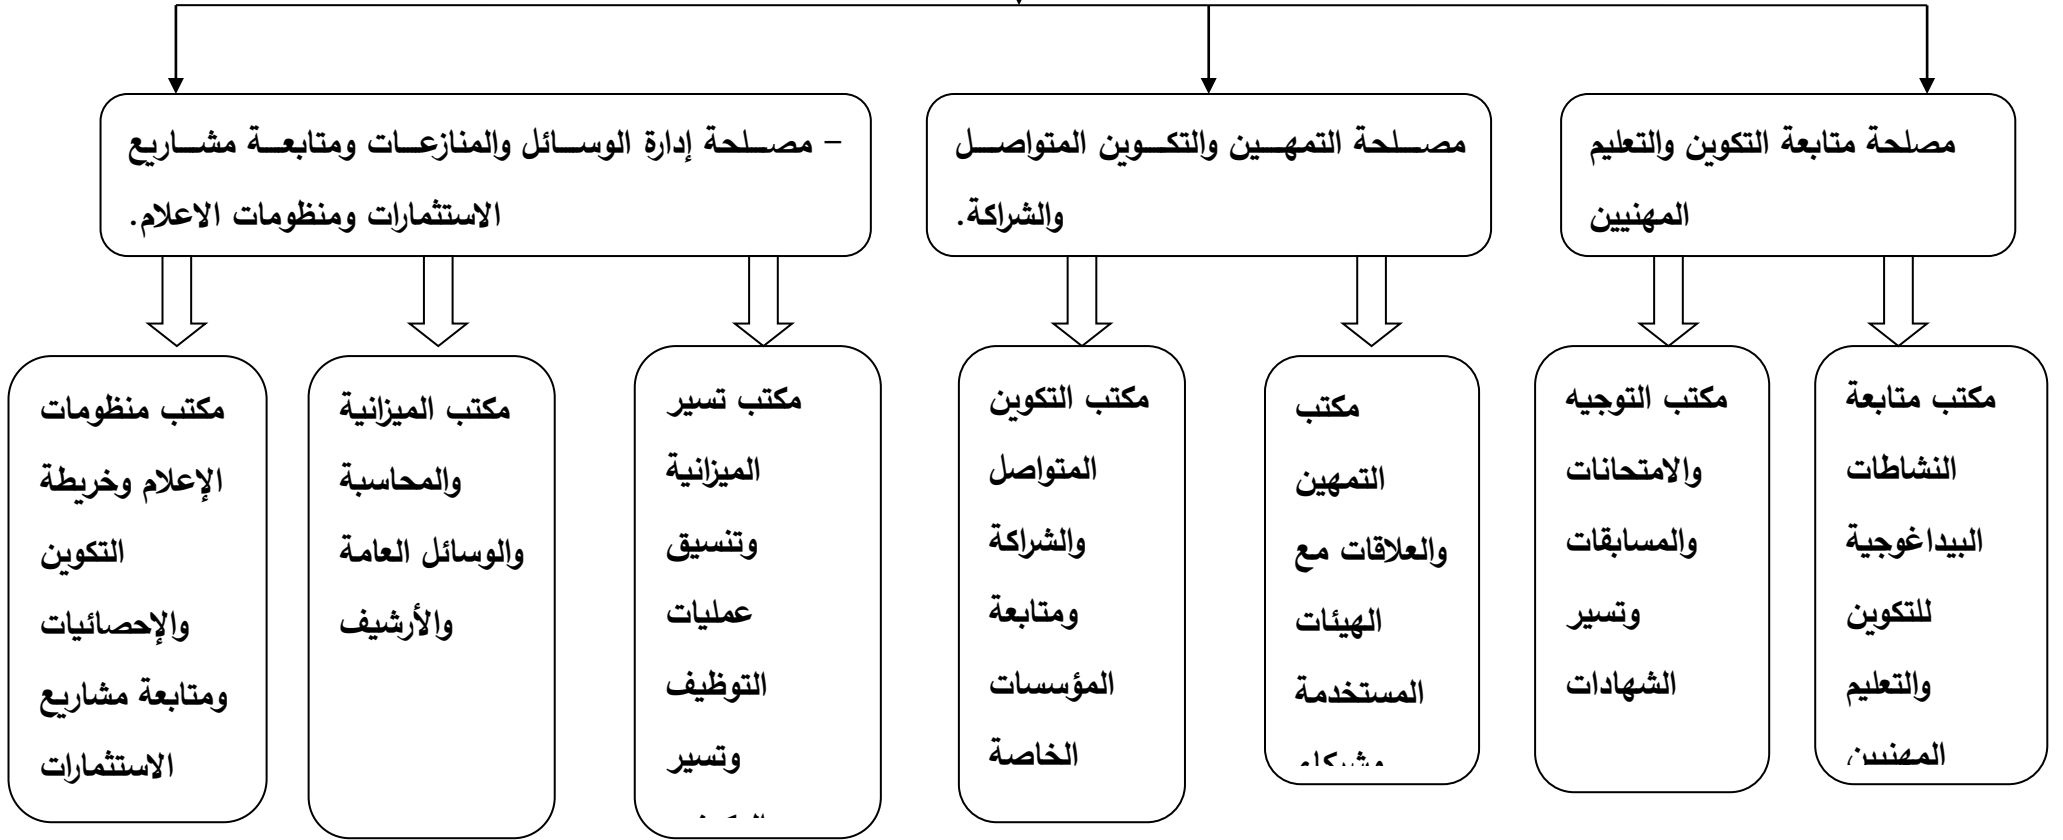 مصلحة متابعة التكوين والتعليم
المهنيين
مصلحة التمهين والتكوين المتواصل
والشراكة.
– مصلحة إدارة الوسائل والمنازعات ومتابعة مشاريع
الاستثمارات ومنظومات الاعلام.
مكتب متابعة
النشاطات
البيداغوجية
للتكوين
والتعليم
المهنيين
مكتب التوجيه
والامتحانات
والمسابقات
وتسير
الشهادات
مكتب
التمهين
والعلاقات مع
الهيئات
المستخدمة
مكتب التكوين
المتواصل
والشراكة
ومتابعة
المؤسسات
الخاصة
مكتب تسير
الميزانية
وتنسيق
عمليات
التوظيف
وتسير
مكتب الميزانية
والمحاسبة
والوسائل العامة
والأرشيف
مكتب منظومات
الإعلام وخريطة
التكوين
والإحصائيات
ومتابعة مشاريع
الاستثمارات